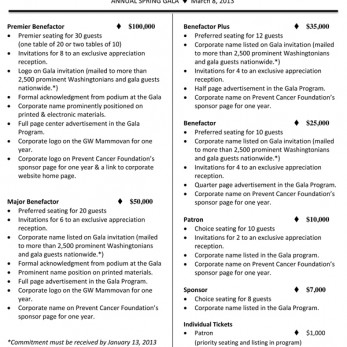 ANNUAL SPRING GALA ♦ March 8, 2013
Premier Benefactor ♦ $100,000
• Premier seating for 30 guests
(one table of 20 or two tables of 10)
• Invitations for 8 to an exclusive appreciation
reception.
• Logo on Gala invitation (mailed to more than
2,500 prominent Washingtonians and gala guests
nationwide.*)
• Formal acknowledgment from podium at the Gala
• Corporate name prominently positioned on
printed & electronic materials.
• Full page center advertisement in the Gala
Program.
• Corporate logo on the GW Mammovan for one
year.
• Corporate logo on Prevent Cancer Foundation's
sponsor page for one year & a link to corporate
website home page.
Major Benefactor ♦ $50,000
• Preferred seating for 20 guests
• Invitations for 6 to an exclusive appreciation
reception.
• Corporate name listed on Gala invitation (mailed
to more than 2,500 prominent Washingtonians
and gala guests nationwide.*)
• Formal acknowledgment from podium at the Gala
• Prominent name position on printed materials.
• Full page advertisement in the Gala Program.
• Corporate logo on the GW Mammovan for one
year.
• Corporate name on Prevent Cancer Foundation's
sponsor page for one year.
*Commitment must be received by January 13, 2013
Benefactor Plus ♦ $35,000
• Preferred seating for 12 guests
• Corporate name listed on Gala invitation (mailed
to more than 2,500 prominent Washingtonians
and gala guests nationwide.*)
• Invitations for 4 to an exclusive appreciation
reception.
• Half page advertisement in the Gala Program.
• Corporate name on Prevent Cancer Foundation's
sponsor page for one year.
Benefactor ♦ $25,000
• Preferred seating for 10 guests
• Corporate name listed on Gala invitation (mailed
to more than 2,500 prominent Washingtonians
and gala guests nationwide.*)
• Invitations for 4 to an exclusive appreciation
reception.
• Quarter page advertisement in the Gala Program.
• Corporate name on Prevent Cancer Foundation's
sponsor page for one year.
Patron ♦ $10,000
• Choice seating for 10 guests
• Invitations for 2 to an exclusive appreciation
reception.
• Corporate name listed in the Gala program.
• Corporate name on Prevent Cancer Foundation's
sponsor page for one year.
Sponsor ♦ $7,000
• Choice seating for 8 guests
• Corporate name listed in the Gala Program.
Individual Tickets
• Patron ♦ $1,000
(priority seating and listing in program)